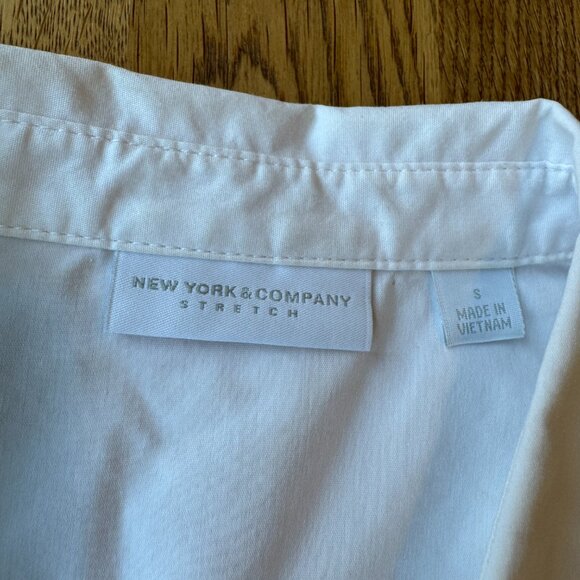 NEW YORK & COMPANY
STRETCH
S
MADE IN
VIETNAM